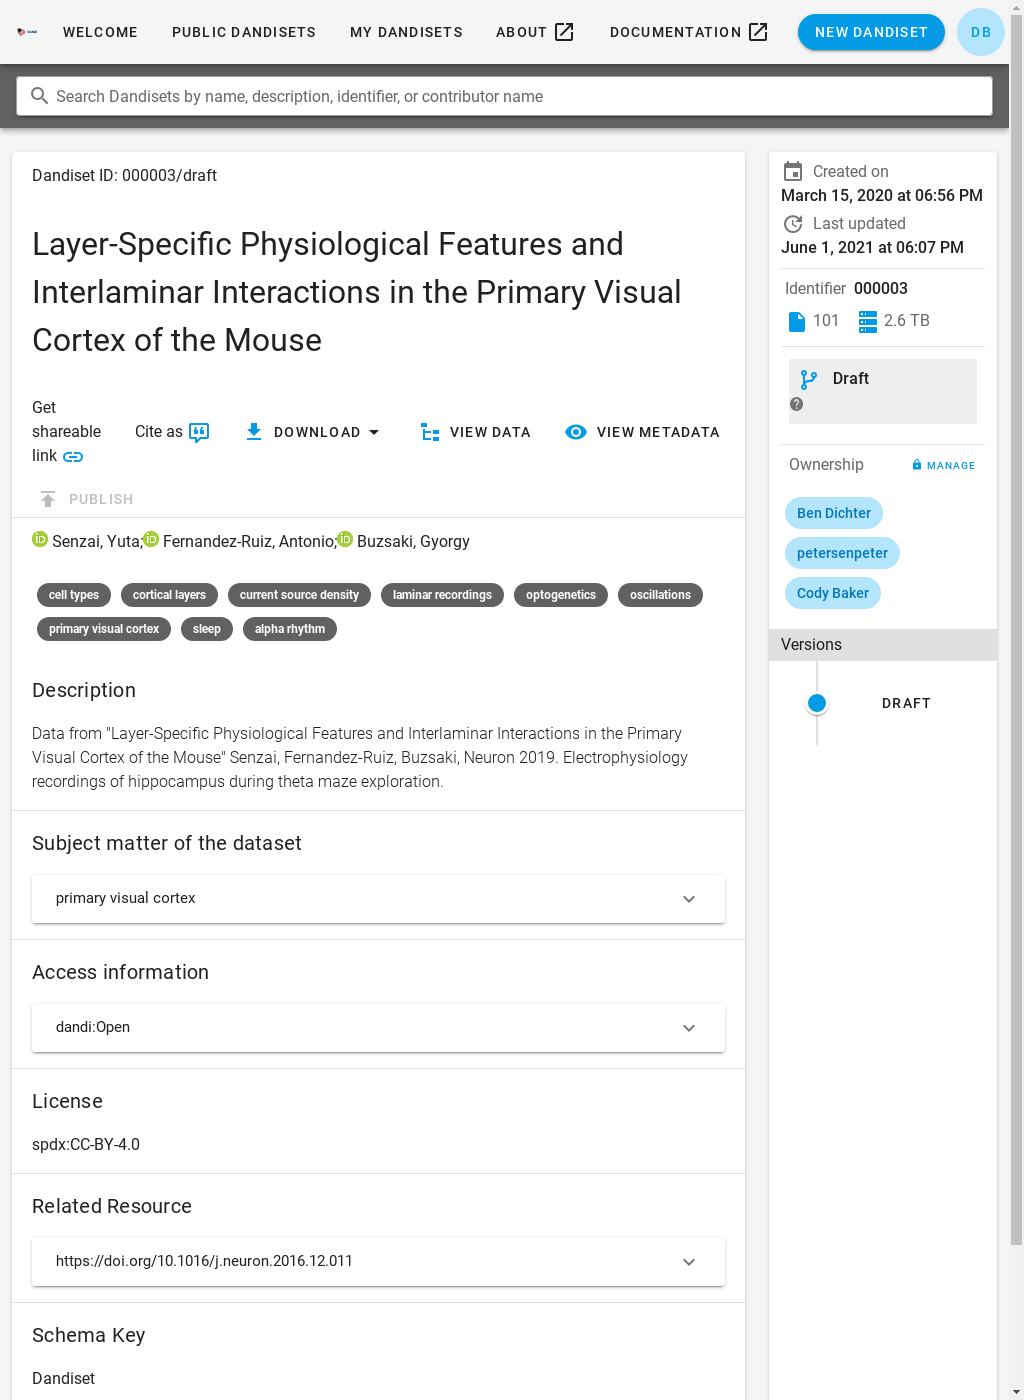 WELCOME PUBLIC DANDISETS MY DANDISETS ABOUT DOCUMENTATION NEW DANDISET DB
Search Dandisets by name, description, identifier, or contributor name
Dandiset ID: 000003/draft
Layer-Specific Physiological Features and
Interlaminar Interactions in the Primary Visual
Cortex of the Mouse
Get
shareable
link
Cite as
DOWNLOAD
VIEW DATA
VIEW METADATA
PUBLISH
Senzai, Yuta; Fernandez-Ruiz, Antonio; Buzsaki, Gyorgy
cell types cortical layers current source density laminar recordings optogenetics oscillations
primary visual cortex sleep alpha rhythm
Description
Data from "Layer-Specific Physiological Features and Interlaminar Interactions in the Primary
Visual Cortex of the Mouse" Senzai, Fernandez-Ruiz, Buzsaki, Neuron 2019. Electrophysiology
recordings of hippocampus during theta maze exploration.
Subject matter of the dataset
primary visual cortex
Access information
dandi:Open
License
spdx:CC-BY-4.0
Related Resource
https://doi.org/10.1016/j.neuron.2016.12.011
Schema Key
Dandiset
Created on
March 15, 2020 at 06:56 PM
Last updated
June 1, 2021 at 06:07 PM
Identifier 000003
101 2.6 TB
Draft
Ownership MANAGE
Ben Dichter
petersenpeter
Cody Baker
Versions
DRAFT